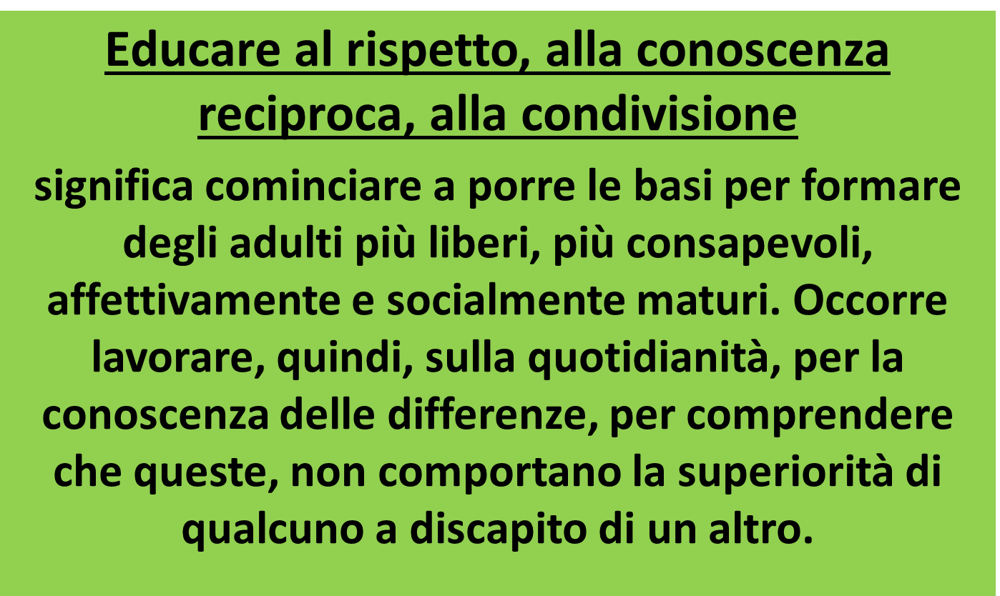 Educare al rispetto, alla conoscenza
reciproca, alla condivisione
significa cominciare a porre le basi per formare
degli adulti più liberi, più consapevoli,
affettivamente e socialmente maturi. Occorre
lavorare, quindi, sulla quotidianità, per la
conoscenza delle differenze, per comprendere
che queste, non comportano la superiorità di
qualcuno a discapito di un altro.